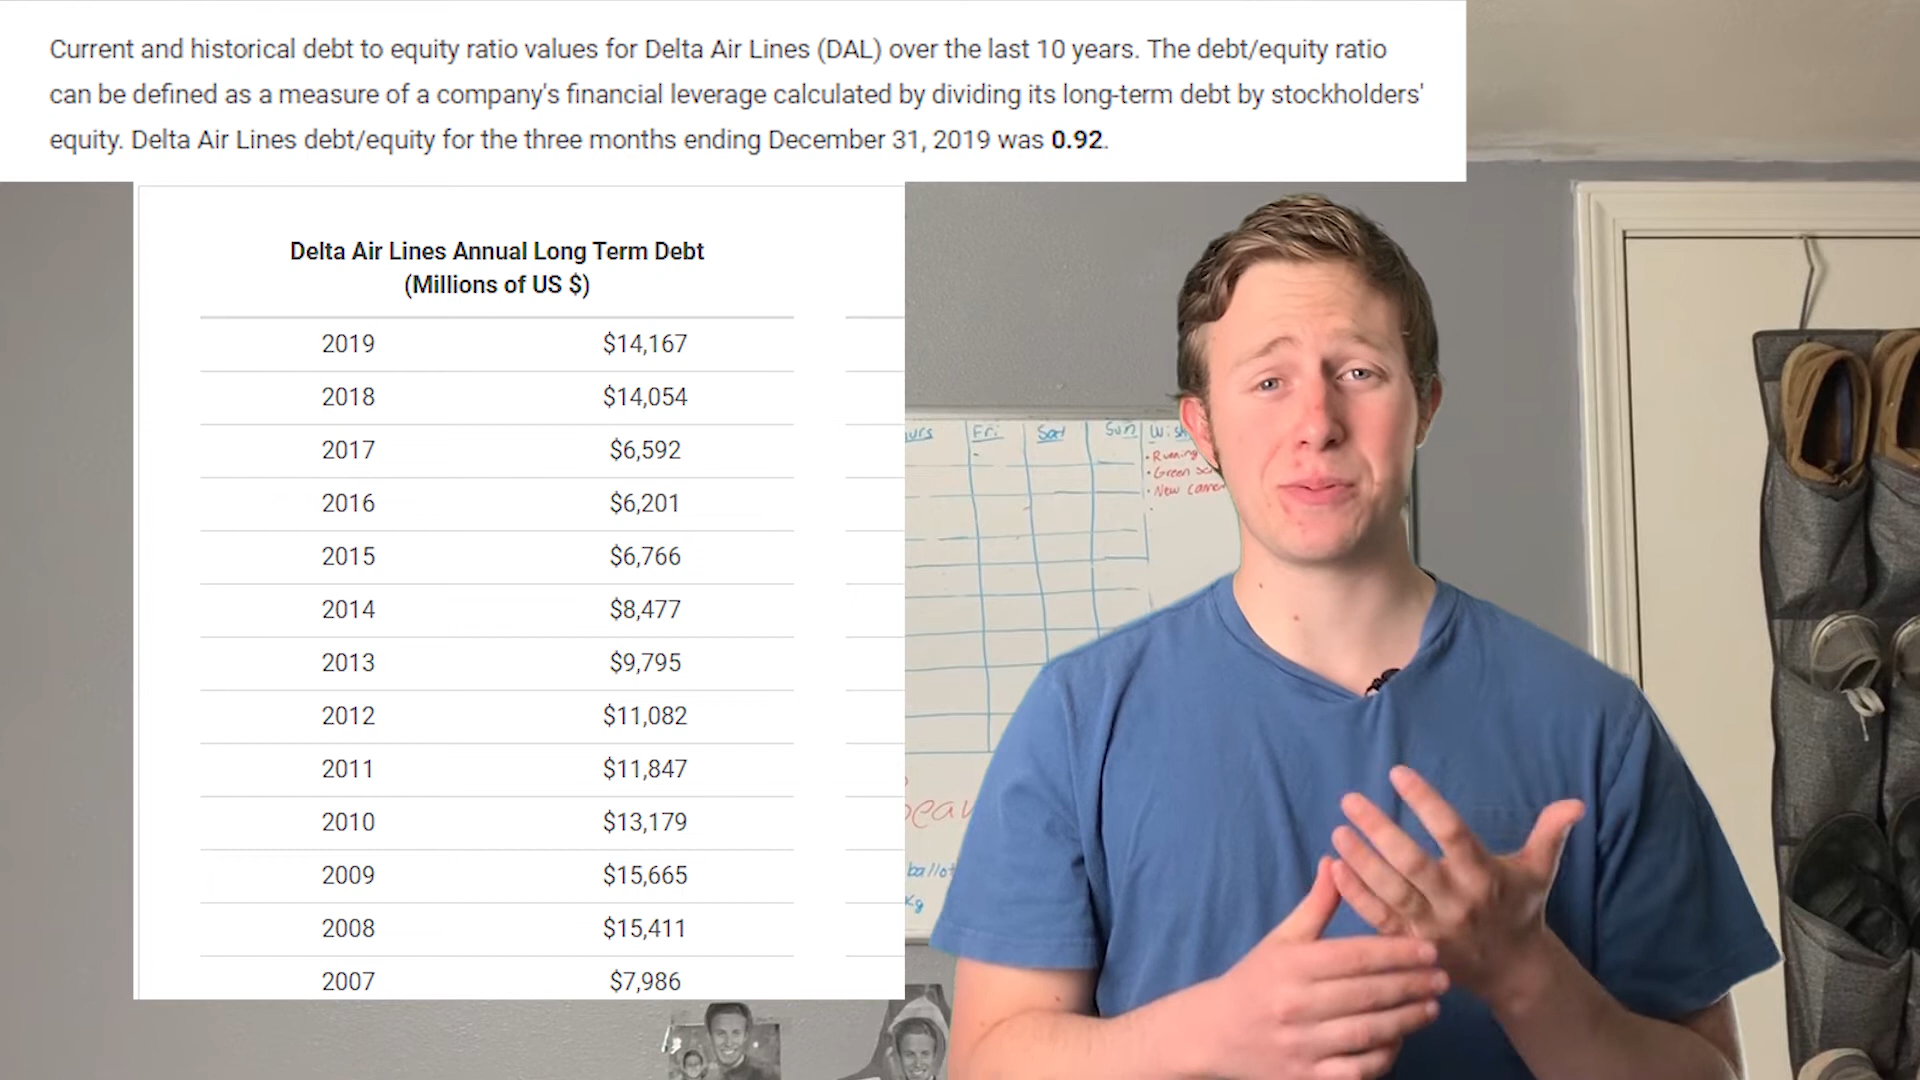 Current and historical debt to equity ratio values for Delta Air Lines (DAL) over the last 10 years. The debt/equity ratio
can be defined as a measure of a company's financial leverage calculated by dividing its long-term debt by stockholders'
equity. Delta Air Lines debt/equity for the three months ending December 31, 2019 was 0.92.
Delta Air Lines Annual Long Term Debt
(Millions of US $)
2019 $14,167
2018 $14,054
2017 $6,592
2016 $6,201
2015 $6,766
2014 $8,477
2013 $9,795
2012 $11,082
2011 $11,847
2010 $13,179
2009 $15,665
2008 $15,411
2007 $7,986
Fri Sat Sun
Running
Green
New
Kg